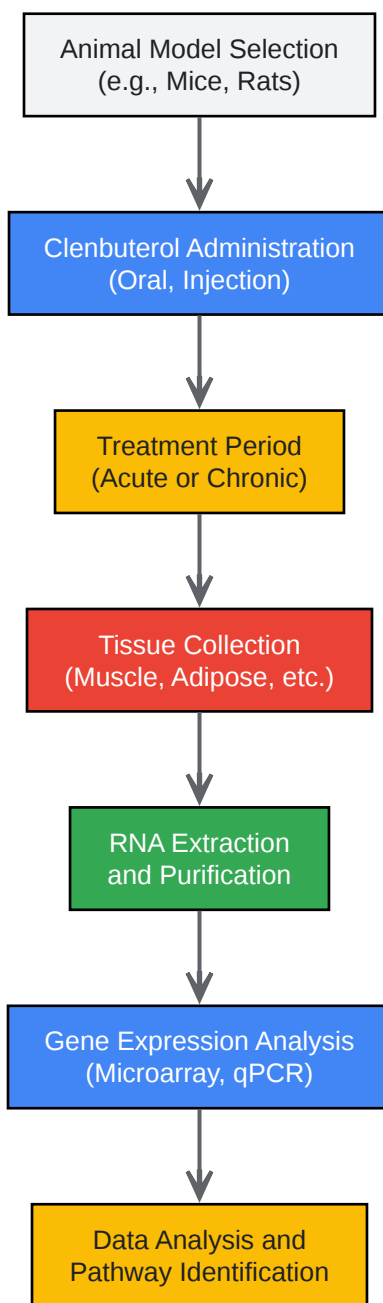 Animal Model Selection
(e.g., Mice, Rats)
Clenbuterol Administration
(Oral, Injection)
Treatment Period
(Acute or Chronic)
Tissue Collection
(Muscle, Adipose, etc.)
RNA Extraction
and Purification
Gene Expression Analysis
(Microarray, qPCR)
Data Analysis and
Pathway Identification